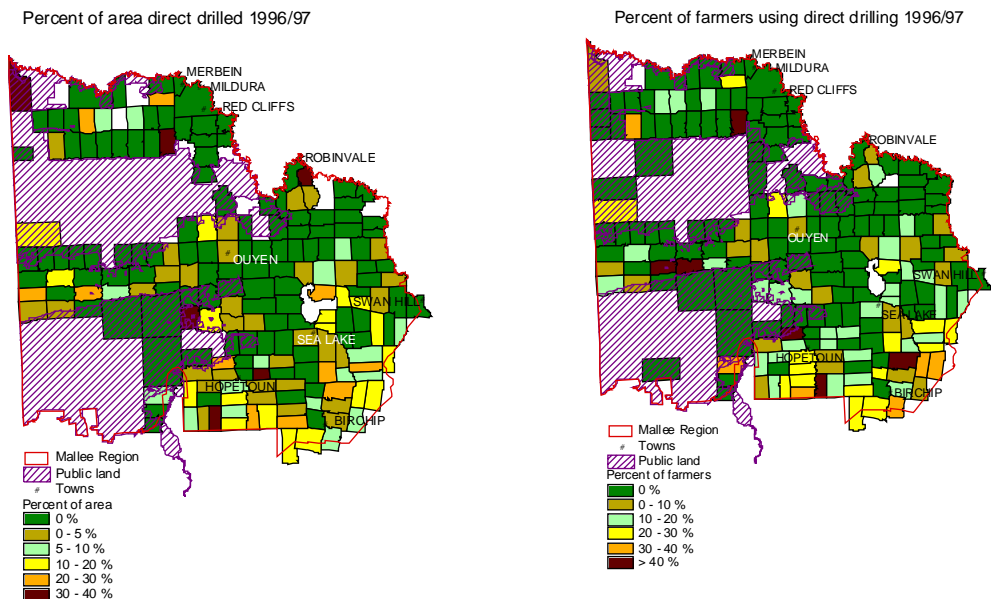 Percent of area direct drilled 1996/97
MERBEIN
MILDURA
RED CLIFFS
ROBINVALE
OUYEN
SWAN HILL
SEA LAKE
HOPETOUN
BIRCHIP
Mallee Region
Public land
# Towns
Percent of area
0 %
0 - 5 %
5 - 10 %
10 - 20 %
20 - 30 %
30 - 40 %
Percent of farmers using direct drilling 1996/97
MERBEIN
MILDURA
RED CLIFFS
ROBINVALE
OUYEN
SWAN HILL
SEA LAKE
HOPETOUN
BIRCHIP
Mallee Region
# Towns
Public land
Percent of farmers
0 %
0 - 10 %
10 - 20 %
20 - 30 %
30 - 40 %
> 40 %